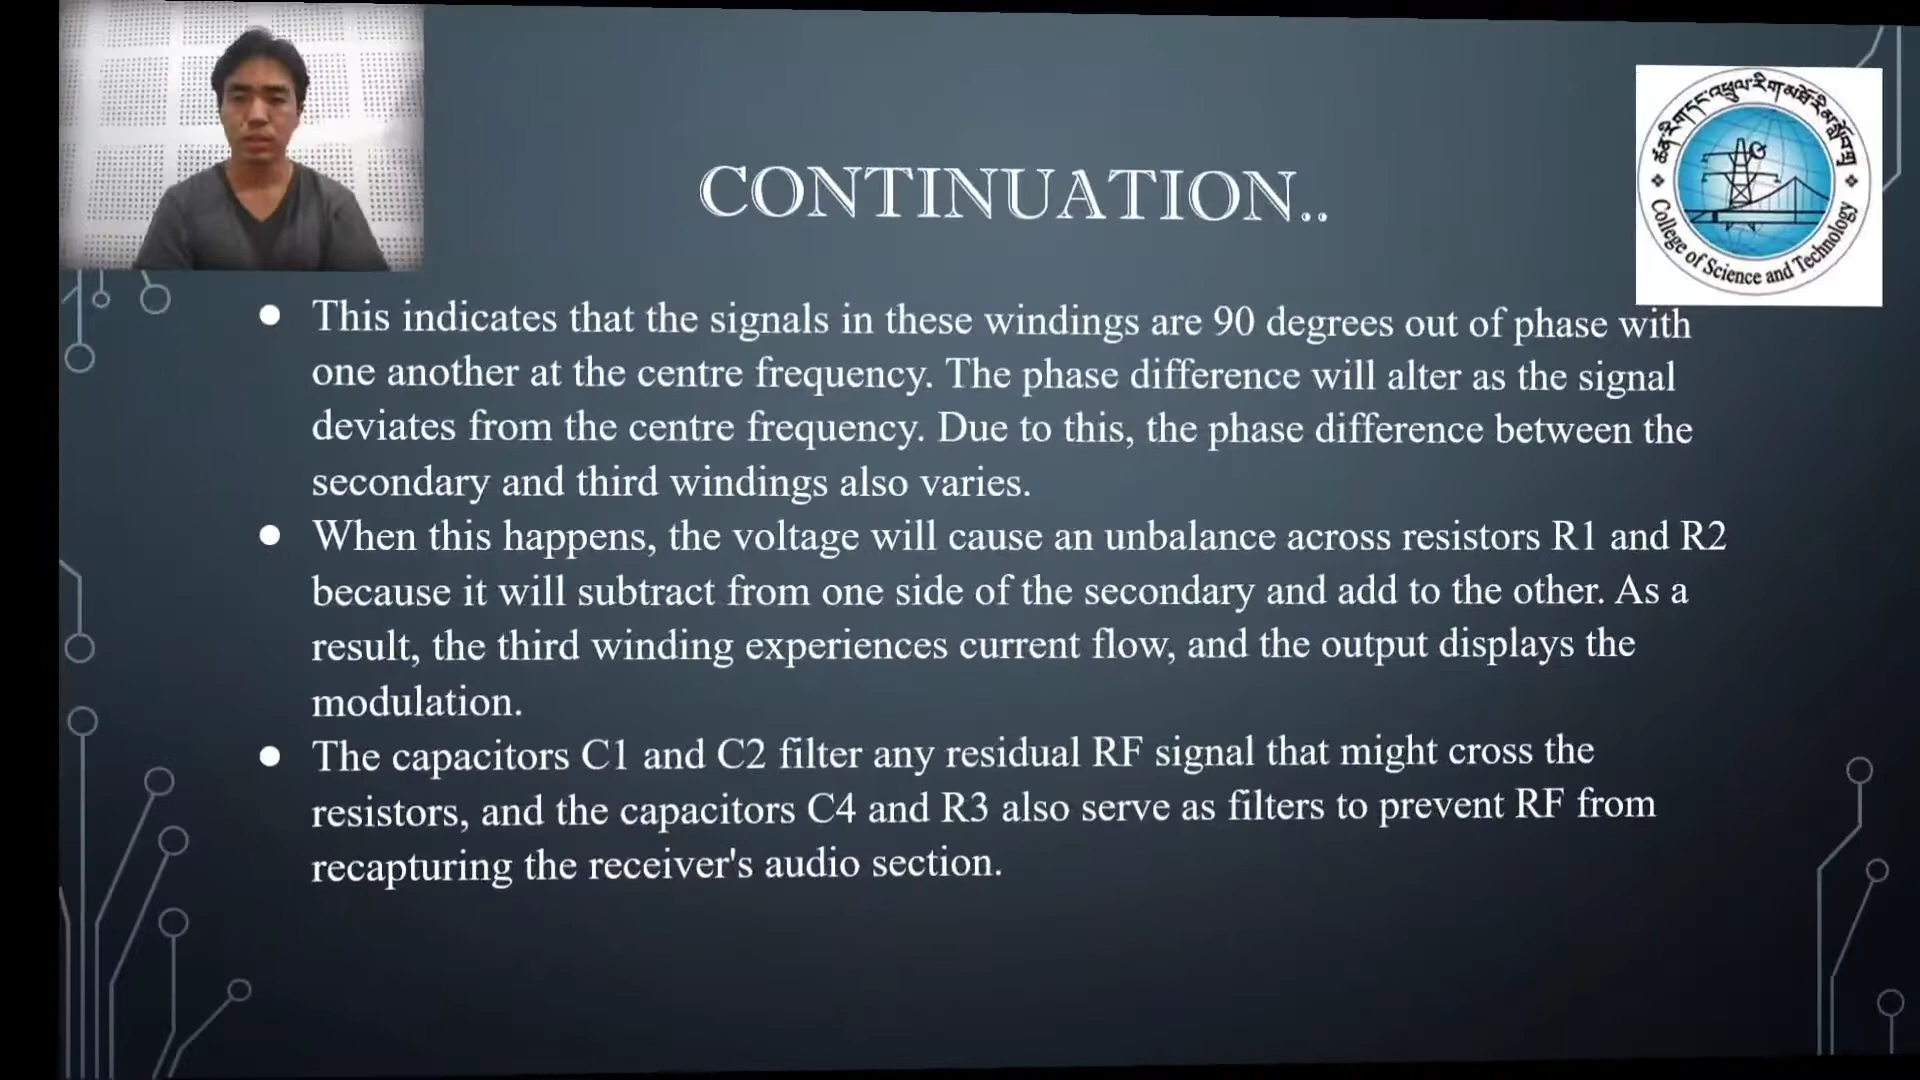 CONTINUATION..
ཚན་རིག་དང་འཕྲུལ་རིག་མཐོ་རིམ་སློབ་གྲྭ
College of Science and Technology
● This indicates that the signals in these windings are 90 degrees out of phase with
one another at the centre frequency. The phase difference will alter as the signal
deviates from the centre frequency. Due to this, the phase difference between the
secondary and third windings also varies.
● When this happens, the voltage will cause an unbalance across resistors R1 and R2
because it will subtract from one side of the secondary and add to the other. As a
result, the third winding experiences current flow, and the output displays the
modulation.
● The capacitors C1 and C2 filter any residual RF signal that might cross the
resistors, and the capacitors C4 and R3 also serve as filters to prevent RF from
recapturing the receiver's audio section.